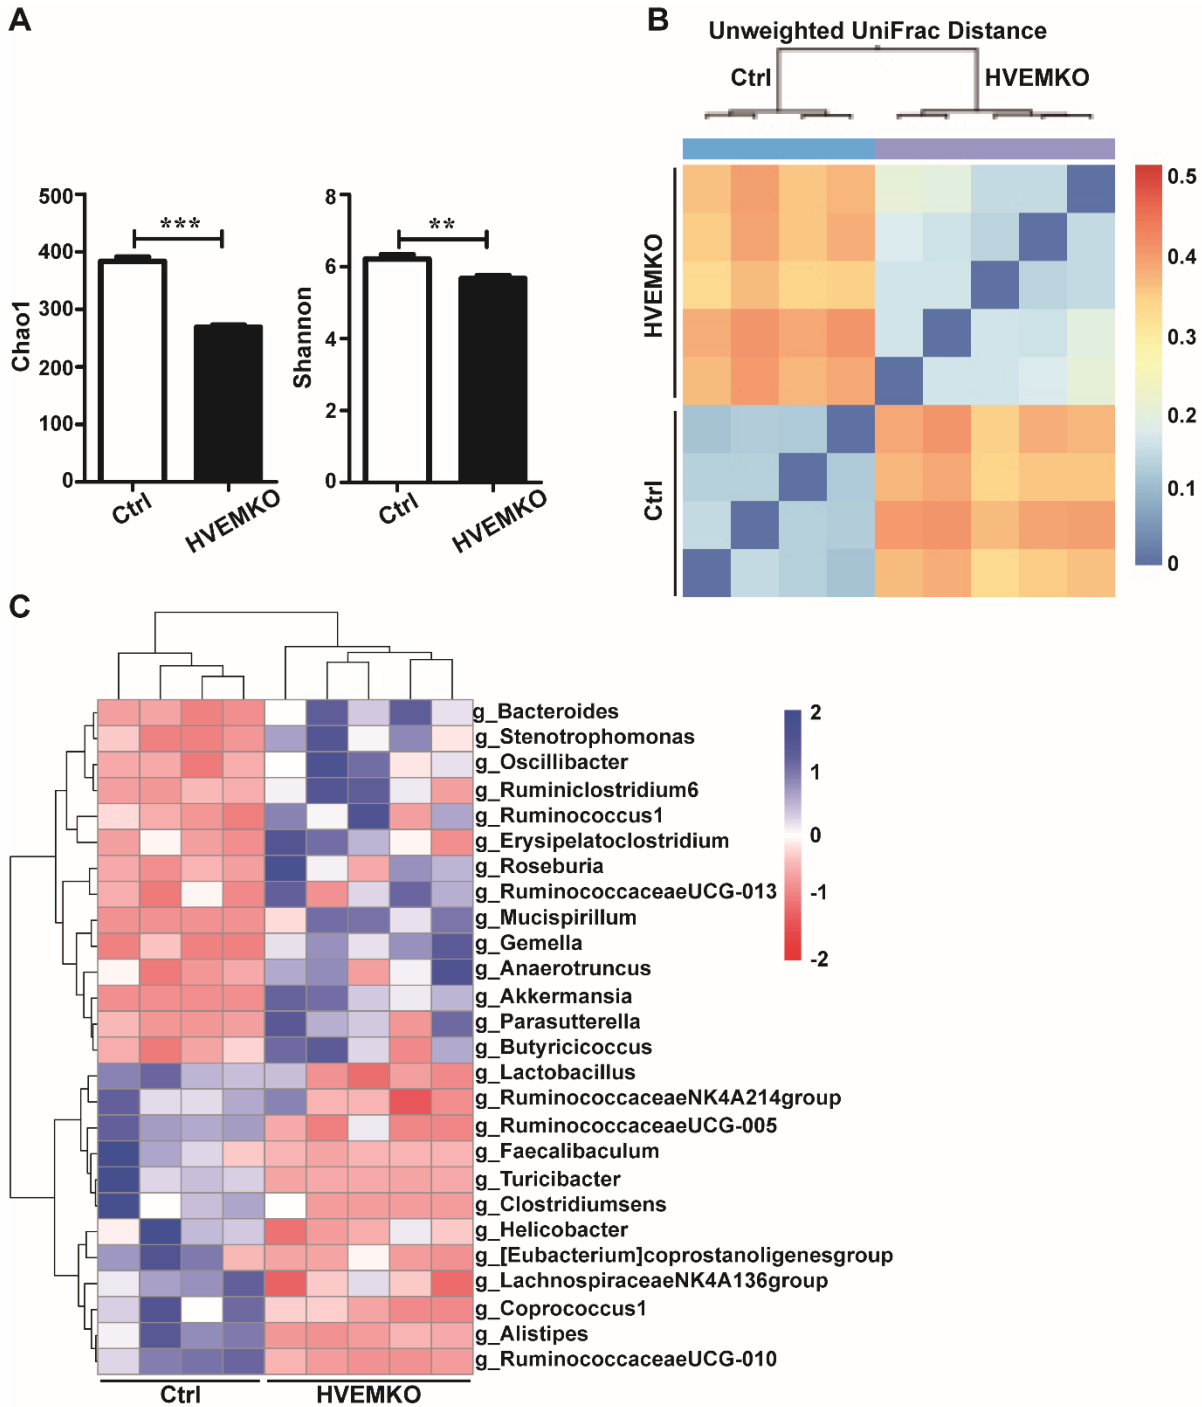 A
500
400
300
200
100
0
Chao1
***
Ctrl
HVEMKO
8
6
4
2
0
Shannon
**
Ctrl
HVEMKO
B
Unweighted UniFrac Distance
Ctrl
HVEMKO
HVEMKO
Ctrl
0.5
0.4
0.3
0.2
0.1
0
C
g_Bacteroides
g_Stenotrophomonas
g_Oscillibacter
g_Ruminiclostridium6
g_Ruminococcus1
g_Erysipelatoclostridium
g_Roseburia
g_RuminococcaceaeUCG-013
g_Mucispirillum
g_Gemella
g_Anaerotruncus
g_Akkermansia
g_Parasutterella
g_Butyricicoccus
g_Lactobacillus
g_RuminococcaceaeNK4A214group
g_RuminococcaceaeUCG-005
g_Faecalibaculum
g_Turicibacter
g_Clostridiumsens
g_Helicobacter
g_[Eubacterium]coprostanoligenesgroup
g_LachnospiraceaeNK4A136group
g_Coprococcus1
g_Alistipes
g_RuminococcaceaeUCG-010
2
1
0
-1
-2
Ctrl
HVEMKO